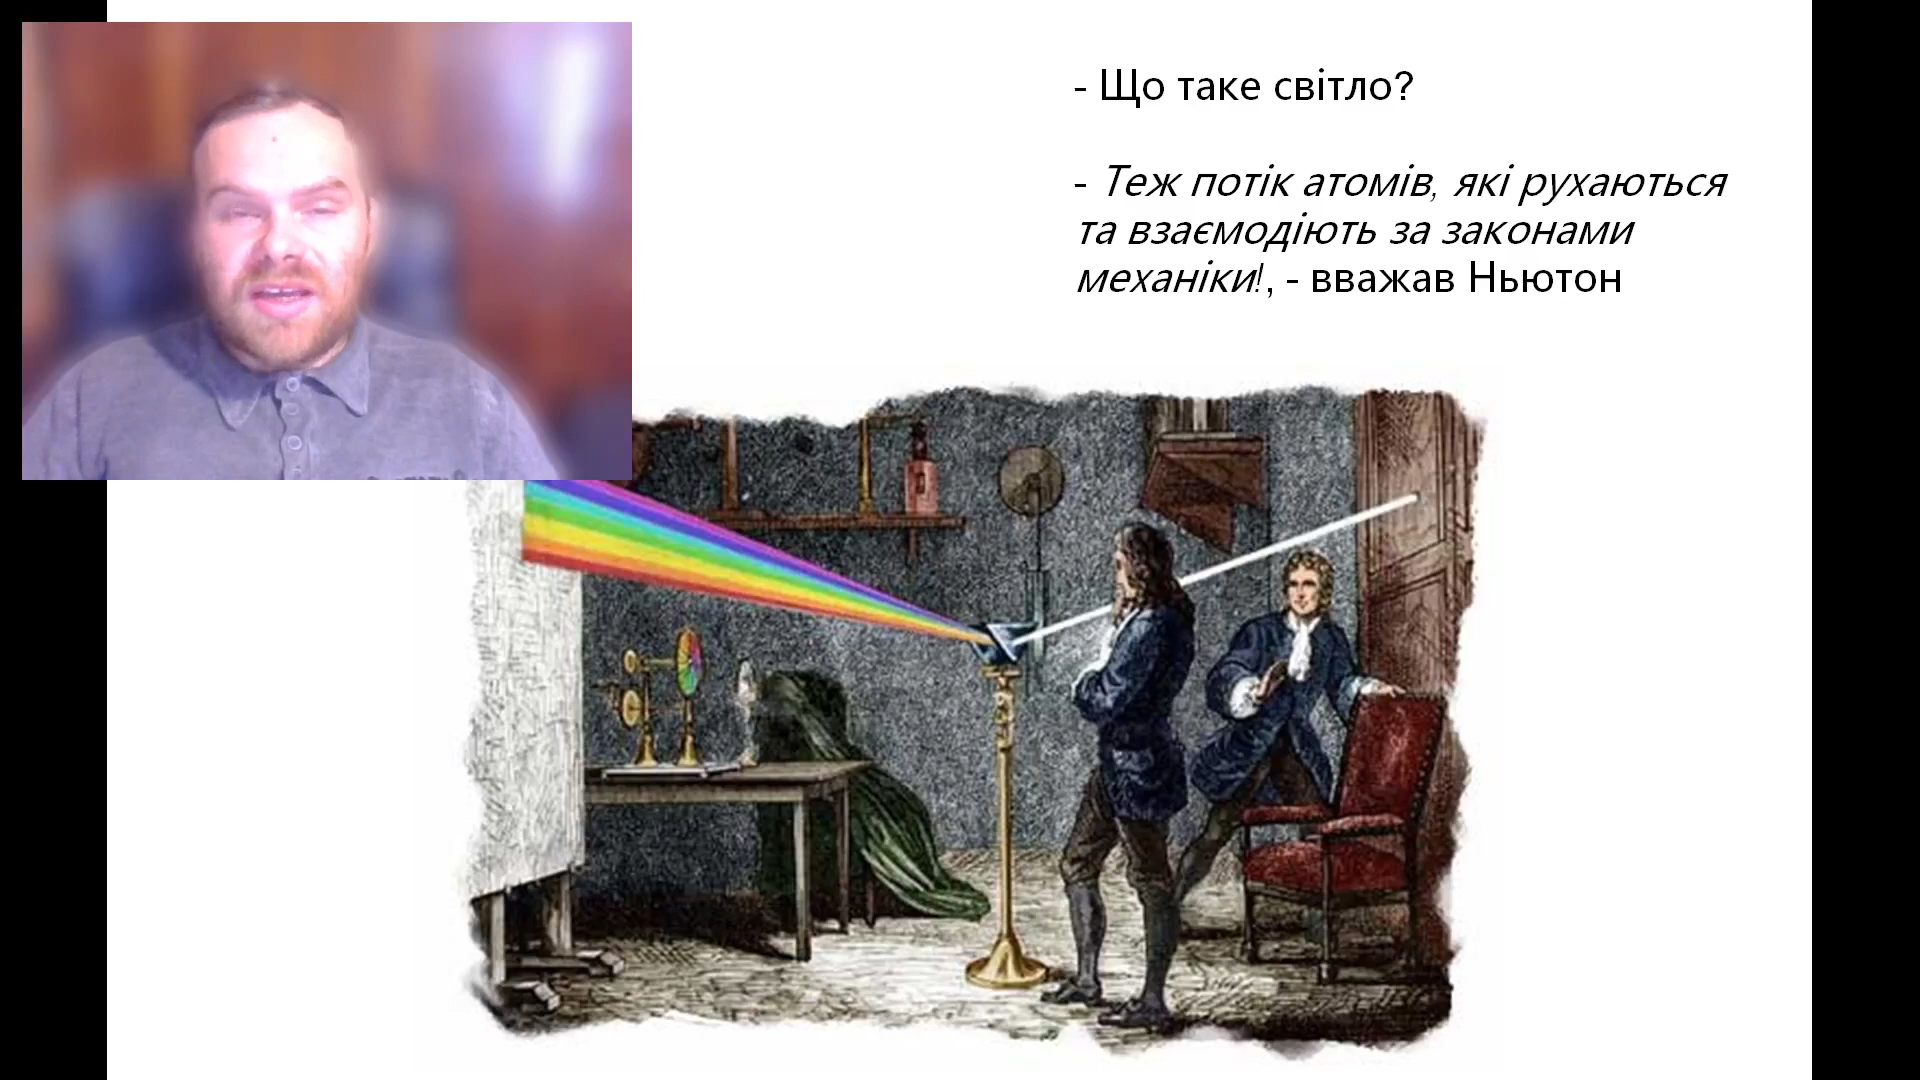 - Що таке світло?
- Теж потік атомів, які рухаються
та взаємодіють за законами
механіки!, - вважав Ньютон